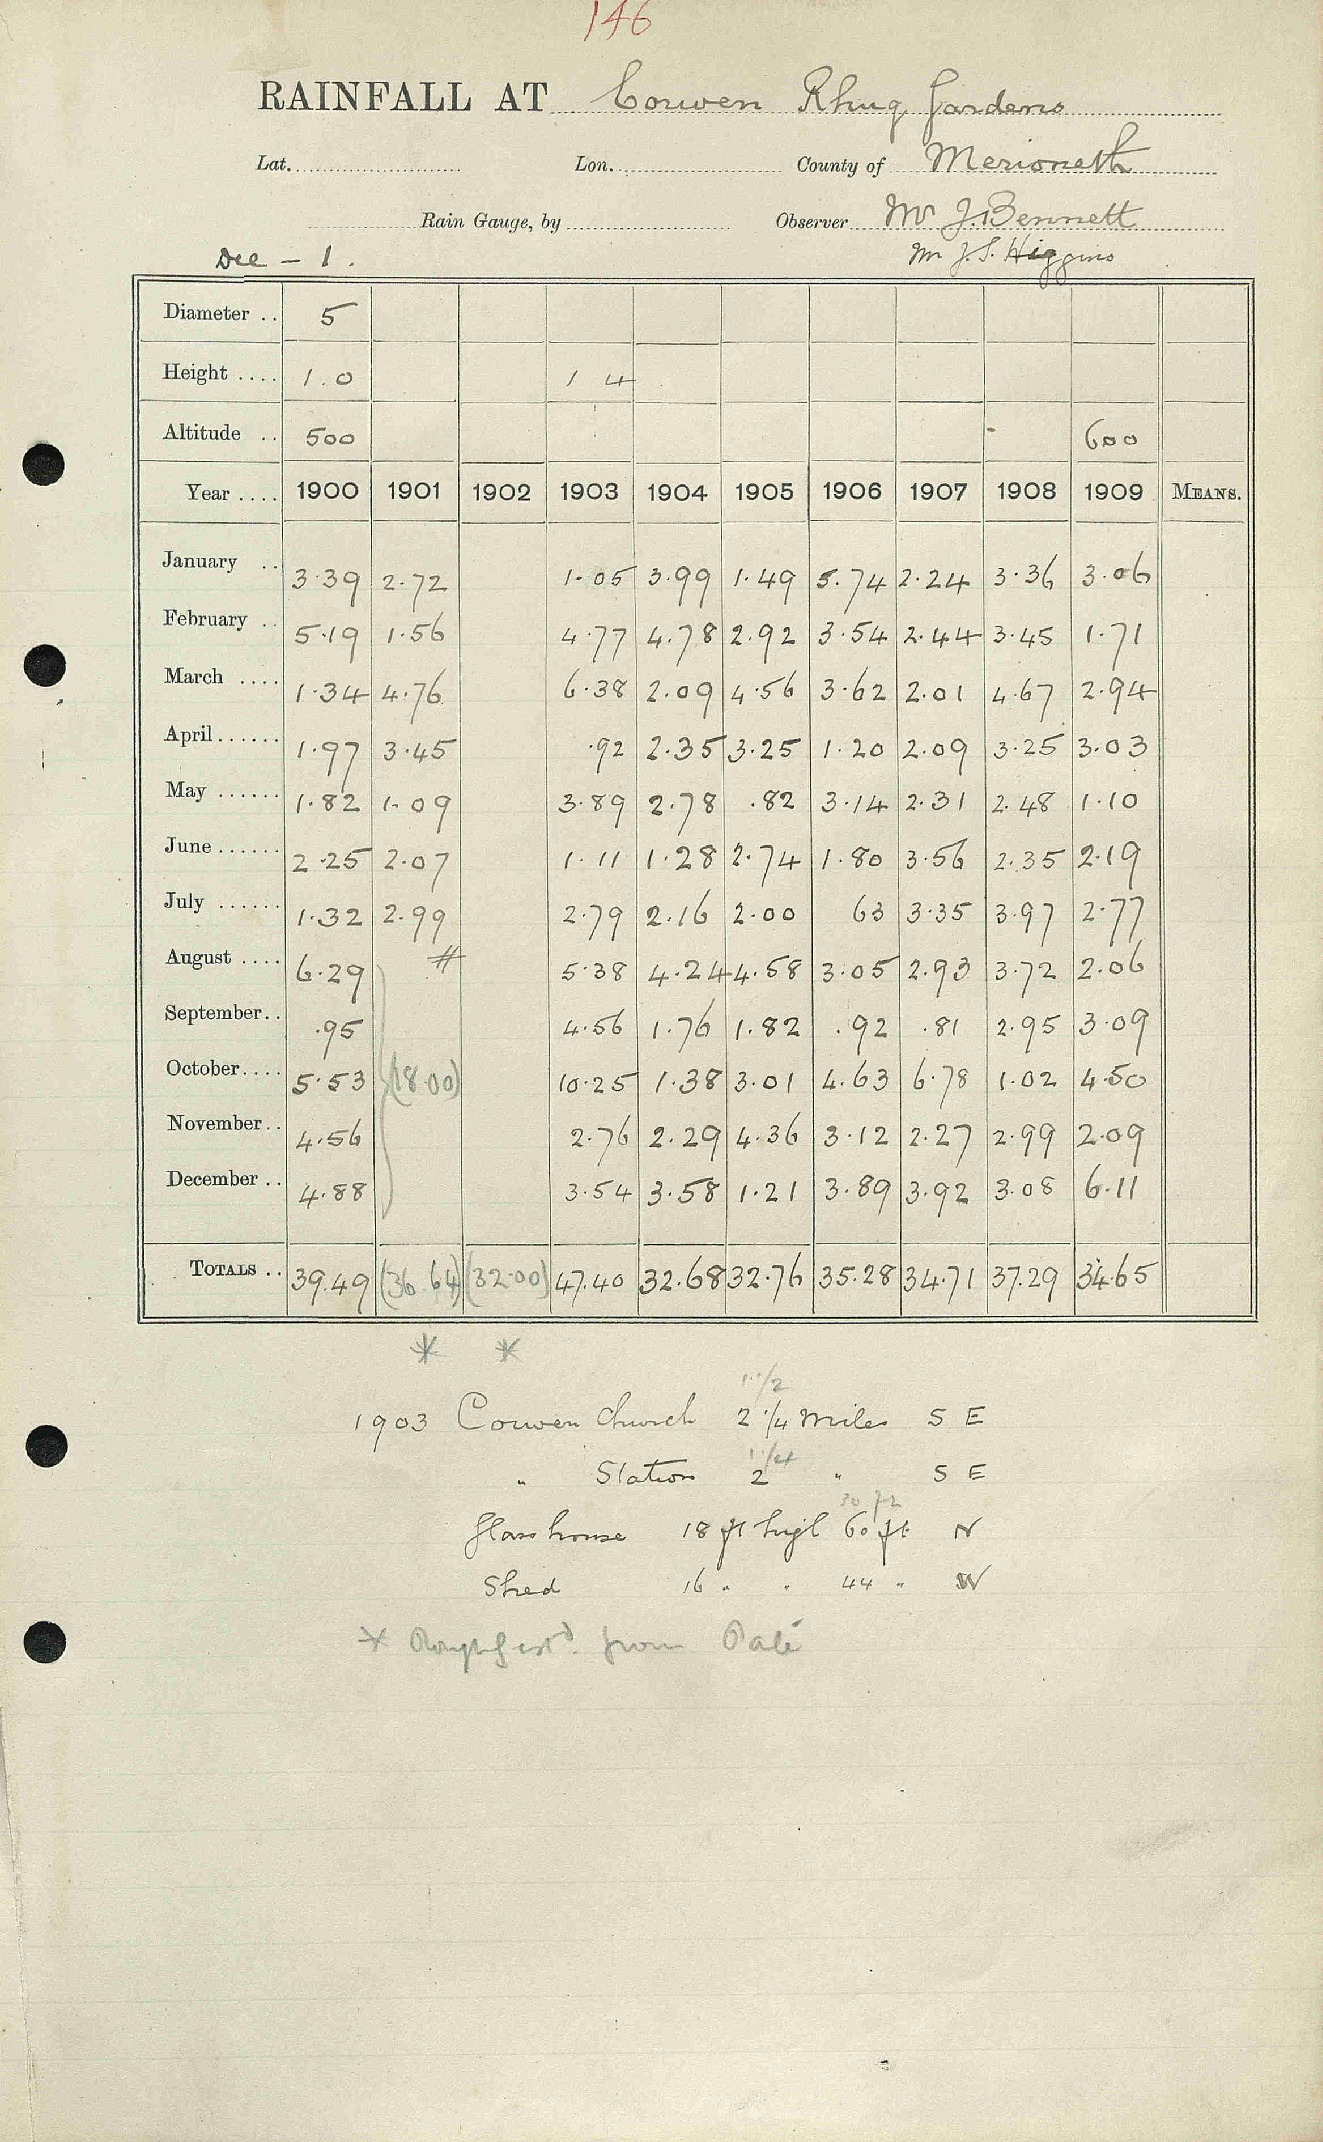 146
RAINFALL AT Corwen Rhug Gardens
Lat. Lon. County of Merioneth
Rain Gauge, by Observer Mr J. Bennett
Dee - 1. Mr J. S. Higgins
Diameter .. 5
Height .... 1.0 1 4
Altitude .. 500 600
Year .... 1900 1901 1902 1903 1904 1905 1906 1907 1908 1909 MEANS.
January .. 3.39 2.72 1.05 3.99 1.49 5.74 2.24 3.36 3.06
February .. 5.19 1.56 4.77 4.78 2.92 3.54 2.44 3.45 1.71
March .... 1.34 4.76 6.38 2.09 4.56 3.62 2.01 4.67 2.94
April...... 1.97 3.45 .92 2.35 3.25 1.20 2.09 3.25 3.03
May ...... 1.82 1.09 3.89 2.78 .82 3.14 2.31 2.48 1.10
June...... 2.25 2.07 1.11 1.28 2.74 1.80 3.56 2.35 2.19
July ...... 1.32 2.99 2.79 2.16 2.00 63 3.35 3.97 2.77
August .... 6.29 # 5.38 4.24 4.58 3.05 2.93 3.72 2.06
September.. .95 4.56 1.76 1.82 .92 .81 2.95 3.09
October.... 5.53 (18.00) 10.25 1.38 3.01 4.63 6.78 1.02 4.50
November.. 4.56 2.76 2.29 4.36 3.12 2.27 2.99 2.09
December .. 4.88 3.54 3.58 1.21 3.89 3.92 3.08 6.11
TOTALS .. 39.49 (36.64) (32.00) 47.40 32.68 32.76 35.28 34.71 37.29 34.65
* *
1 1/2
1903 Corwen Church 2 1/4 Miles S E
1 1/4
" Station 2 " S E
30 ft
Glass house 18 ft high 60 ft N
Shed 16 " " 44 " W
* Rough est^d. from Palé